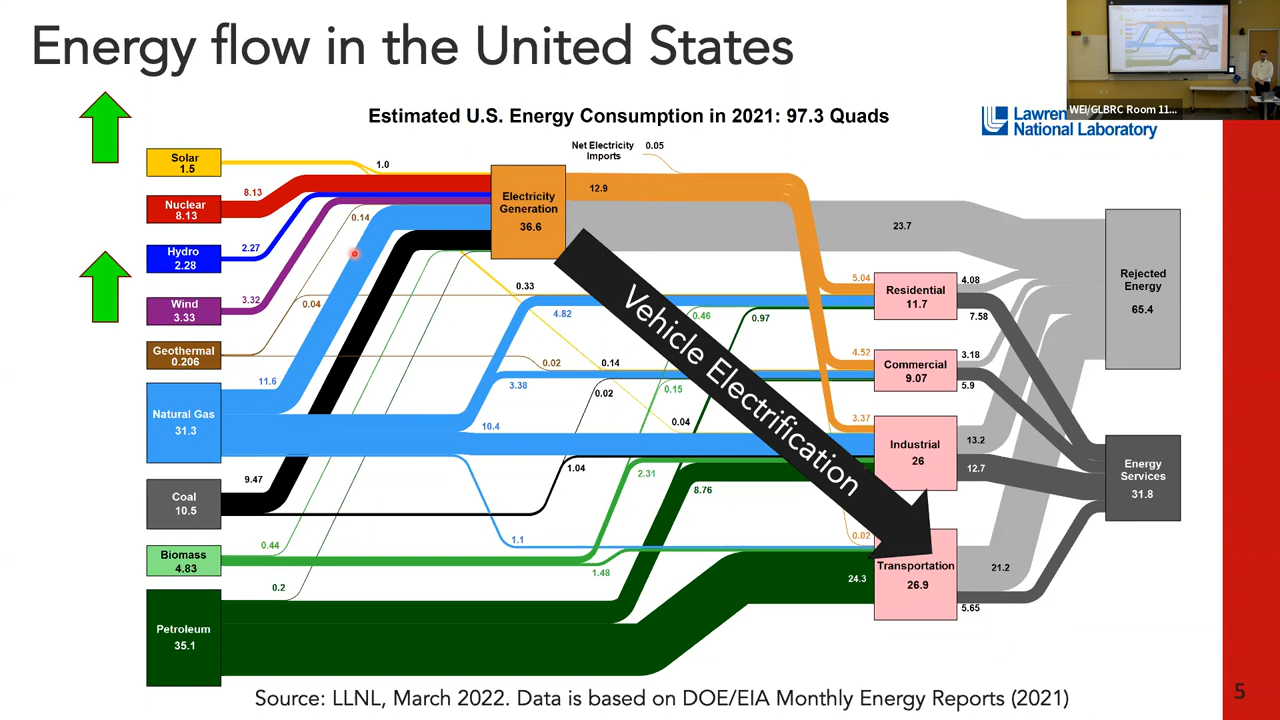 Energy flow in the United States
WEI/GLBRC Room 11...
Estimated U.S. Energy Consumption in 2021: 97.3 Quads
National Laboratory
Net Electricity
Imports
0.05
Solar
1.5
1.0
Nuclear
8.13
8.13
Hydro
2.28
2.27
Wind
3.33
3.32
Geothermal
0.206
0.14
0.04
Natural Gas
31.3
11.6
Coal
10.5
9.47
Biomass
4.83
0.44
Petroleum
35.1
0.2
Electricity
Generation
36.6
12.9
23.7
0.33
4.82
0.46
0.97
0.02
0.14
3.38
0.02
0.15
0.04
10.4
1.04
2.31
8.76
1.1
1.48
24.3
Vehicle Electrification
5.04
Residential
11.7
4.08
7.58
4.52
Commercial
9.07
3.18
5.9
3.37
Industrial
26
13.2
12.7
0.02
Transportation
26.9
21.2
5.65
Rejected
Energy
65.4
Energy
Services
31.8
Source: LLNL, March 2022. Data is based on DOE/EIA Monthly Energy Reports (2021)
5